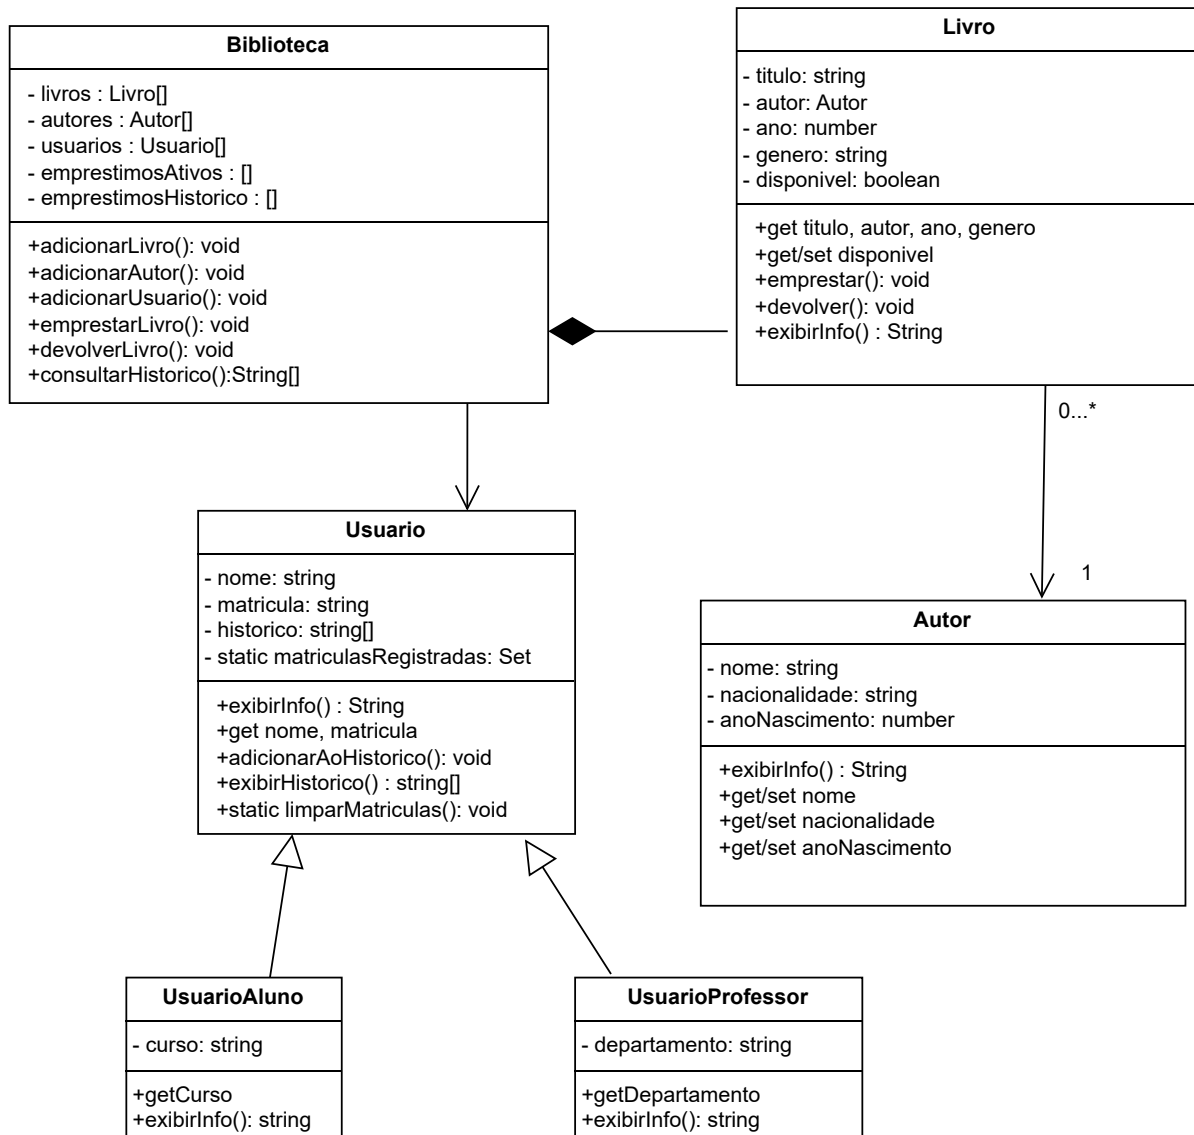 Biblioteca
- livros : Livro[]
- autores : Autor[]
- usuarios : Usuario[]
- emprestimosAtivos : []
- emprestimosHistorico : []
+adicionarLivro(): void
+adicionarAutor(): void
+adicionarUsuario(): void
+emprestarLivro(): void
+devolverLivro(): void
+consultarHistorico():String[]
Livro
- titulo: string
- autor: Autor
- ano: number
- genero: string
- disponivel: boolean
+get titulo, autor, ano, genero
+get/set disponivel
+emprestar(): void
+devolver(): void
+exibirInfo() : String
0...*
1
Usuario
- nome: string
- matricula: string
- historico: string[]
- static matriculasRegistradas: Set
+exibirInfo() : String
+get nome, matricula
+adicionarAoHistorico(): void
+exibirHistorico() : string[]
+static limparMatriculas(): void
Autor
- nome: string
- nacionalidade: string
- anoNascimento: number
+exibirInfo() : String
+get/set nome
+get/set nacionalidade
+get/set anoNascimento
UsuarioAluno
- curso: string
+getCurso
+exibirInfo(): string
UsuarioProfessor
- departamento: string
+getDepartamento
+exibirInfo(): string